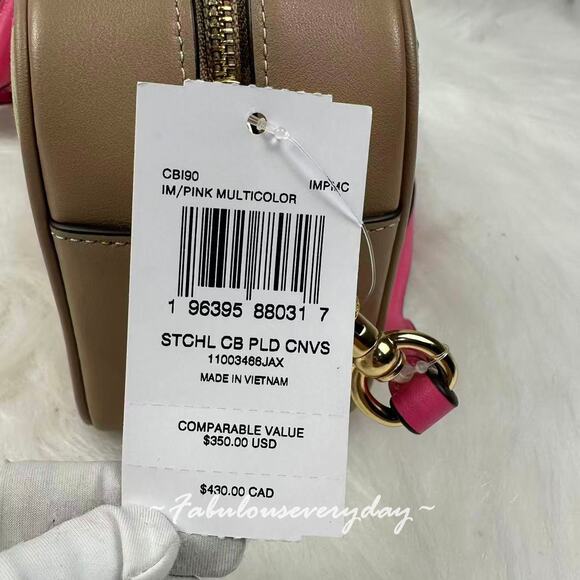 CBI90
IM/PINK MULTICOLOR IMPMC
1 96395 88031 7
STCHL CB PLD CNVS
11003466JAX
MADE IN VIETNAM
COMPARABLE VALUE
$350.00 USD
$430.00 CAD
~Fabulouseveryday~